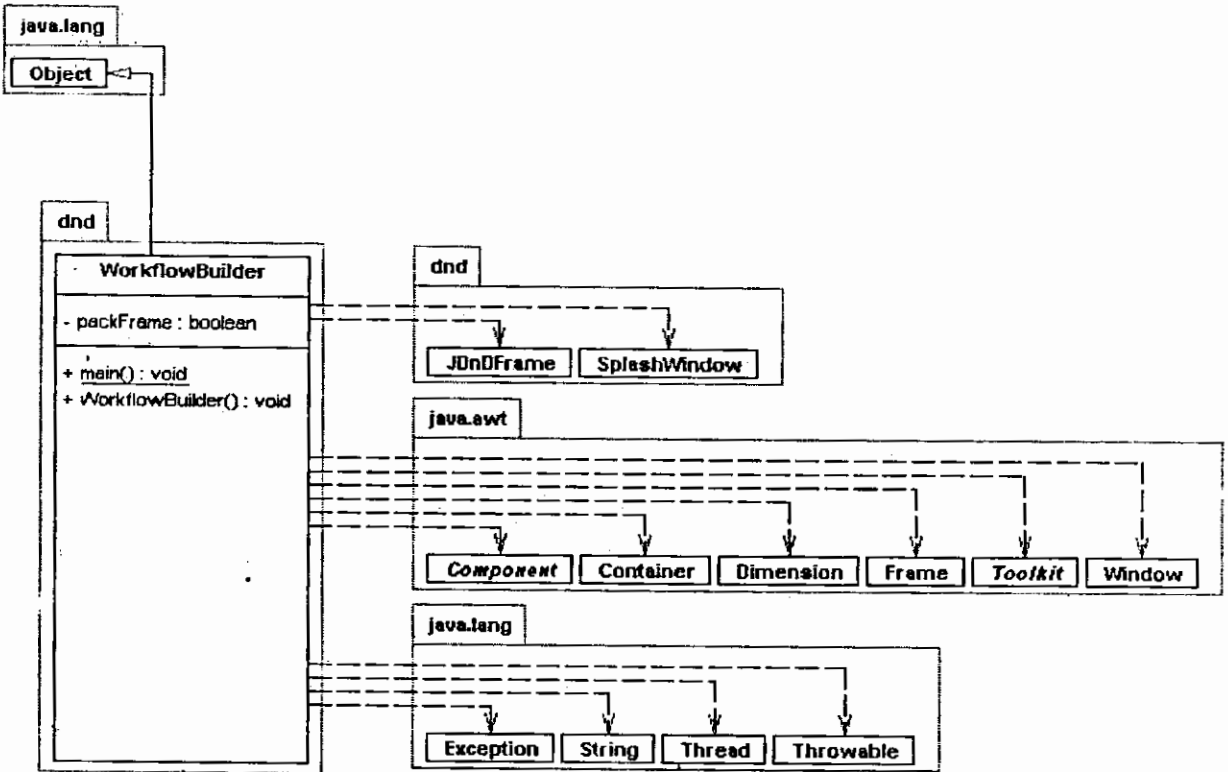 java.lang
Object
dnd
WorkflowBuilder
- packFrame : boolean
+ main() : void
+ WorkflowBuilder() : void
dnd
JDnDFrame SplashWindow
java.awt
Component Container Dimension Frame Toolkit Window
java.lang
Exception String Thread Throwable